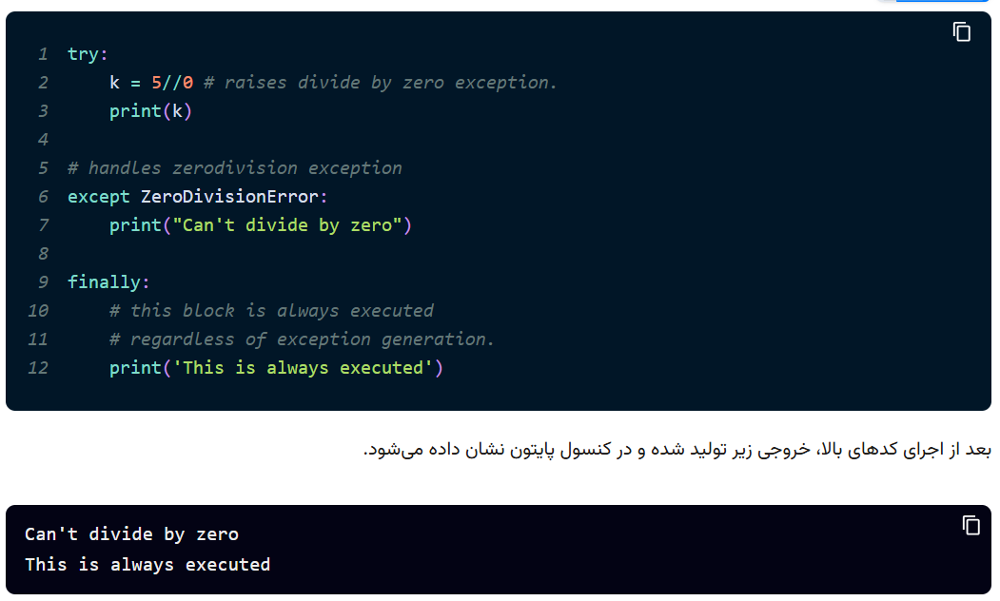 1 try:
2     k = 5//0 # raises divide by zero exception.
3     print(k)
4
5 # handles zerodivision exception
6 except ZeroDivisionError:
7     print("Can't divide by zero")
8
9 finally:
10     # this block is always executed
11     # regardless of exception generation.
12     print('This is always executed')
بعد از اجرای کدهای بالا، خروجی زیر تولید شده و در کنسول پایتون نشان داده می‌شود.
Can't divide by zero
This is always executed